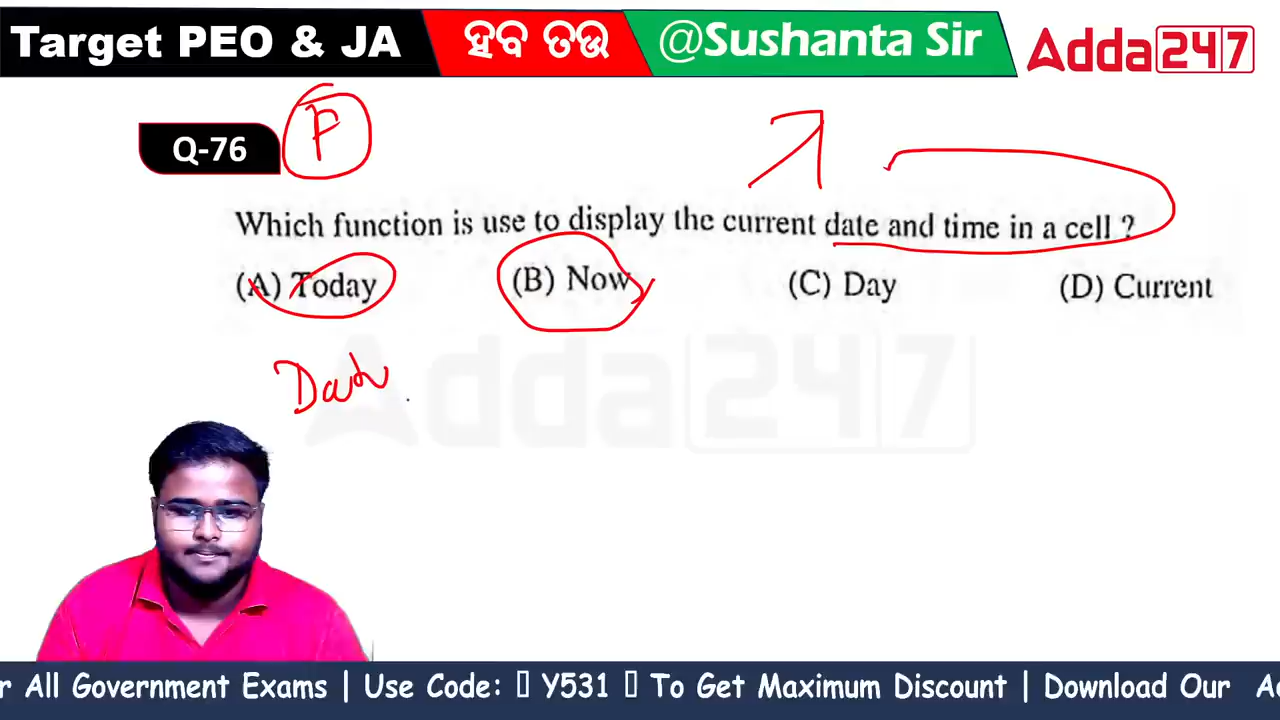 Target PEO & JA ହବ ତଉ @Sushanta Sir Adda247
Q-76 F
Which function is use to display the current date and time in a cell ?
(A) Today (B) Now (C) Day (D) Current
Adda247
r All Government Exams | Use Code: Y531 To Get Maximum Discount | Download Our Ad